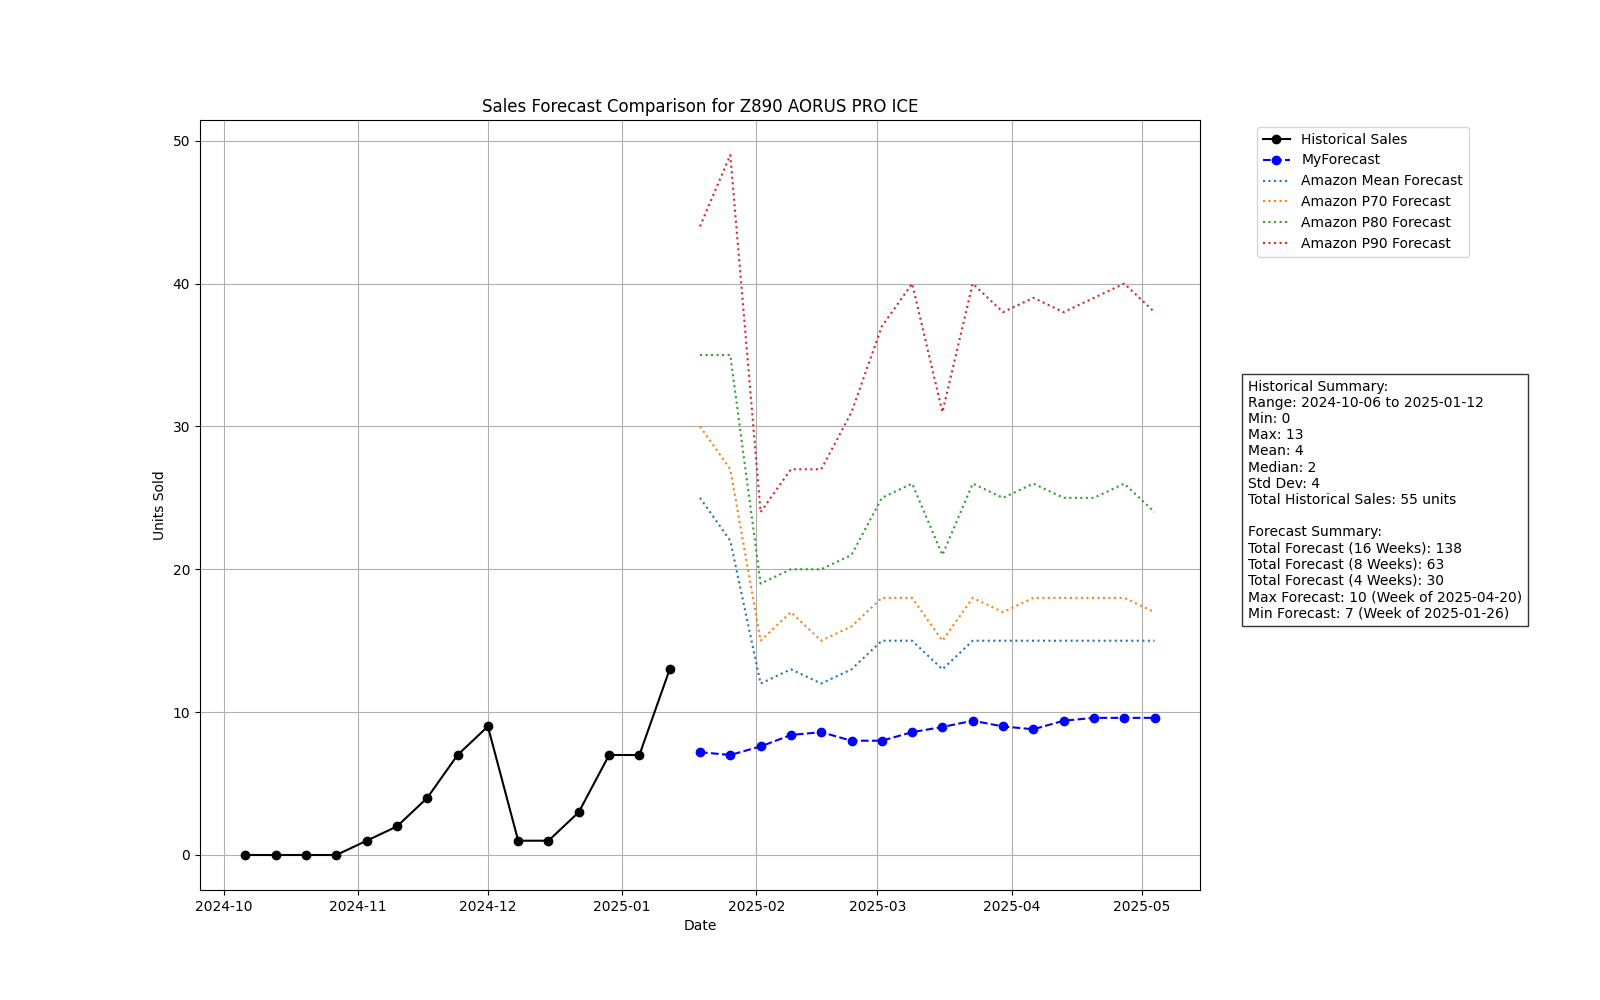 Sales Forecast Comparison for Z890 AORUS PRO ICE
50
40
30
20
10
0
Units Sold
2024-10
2024-11
2024-12
2025-01
2025-02
2025-03
2025-04
2025-05
Date
Historical Sales
MyForecast
Amazon Mean Forecast
Amazon P70 Forecast
Amazon P80 Forecast
Amazon P90 Forecast
Historical Summary:
Range: 2024-10-06 to 2025-01-12
Min: 0
Max: 13
Mean: 4
Median: 2
Std Dev: 4
Total Historical Sales: 55 units
Forecast Summary:
Total Forecast (16 Weeks): 138
Total Forecast (8 Weeks): 63
Total Forecast (4 Weeks): 30
Max Forecast: 10 (Week of 2025-04-20)
Min Forecast: 7 (Week of 2025-01-26)